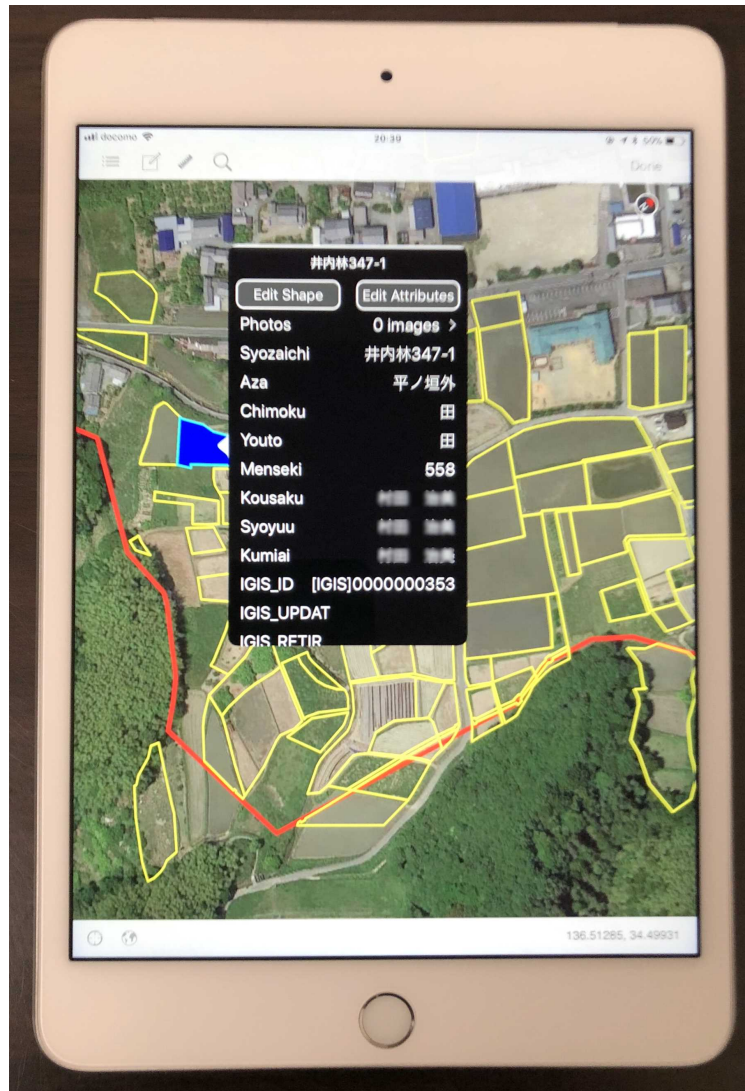 docomo
20:39
50%
Done
N
井内林347-1
Edit Shape Edit Attributes
Photos 0 images >
Syozaichi 井内林347-1
Aza 平ノ垣外
Chimoku 田
Youto 田
Menseki 558
Kousaku
Syoyuu
Kumiai
IGIS_ID [IGIS]0000000353
IGIS_UPDAT
IGIS_RETIR
136.51285, 34.49931